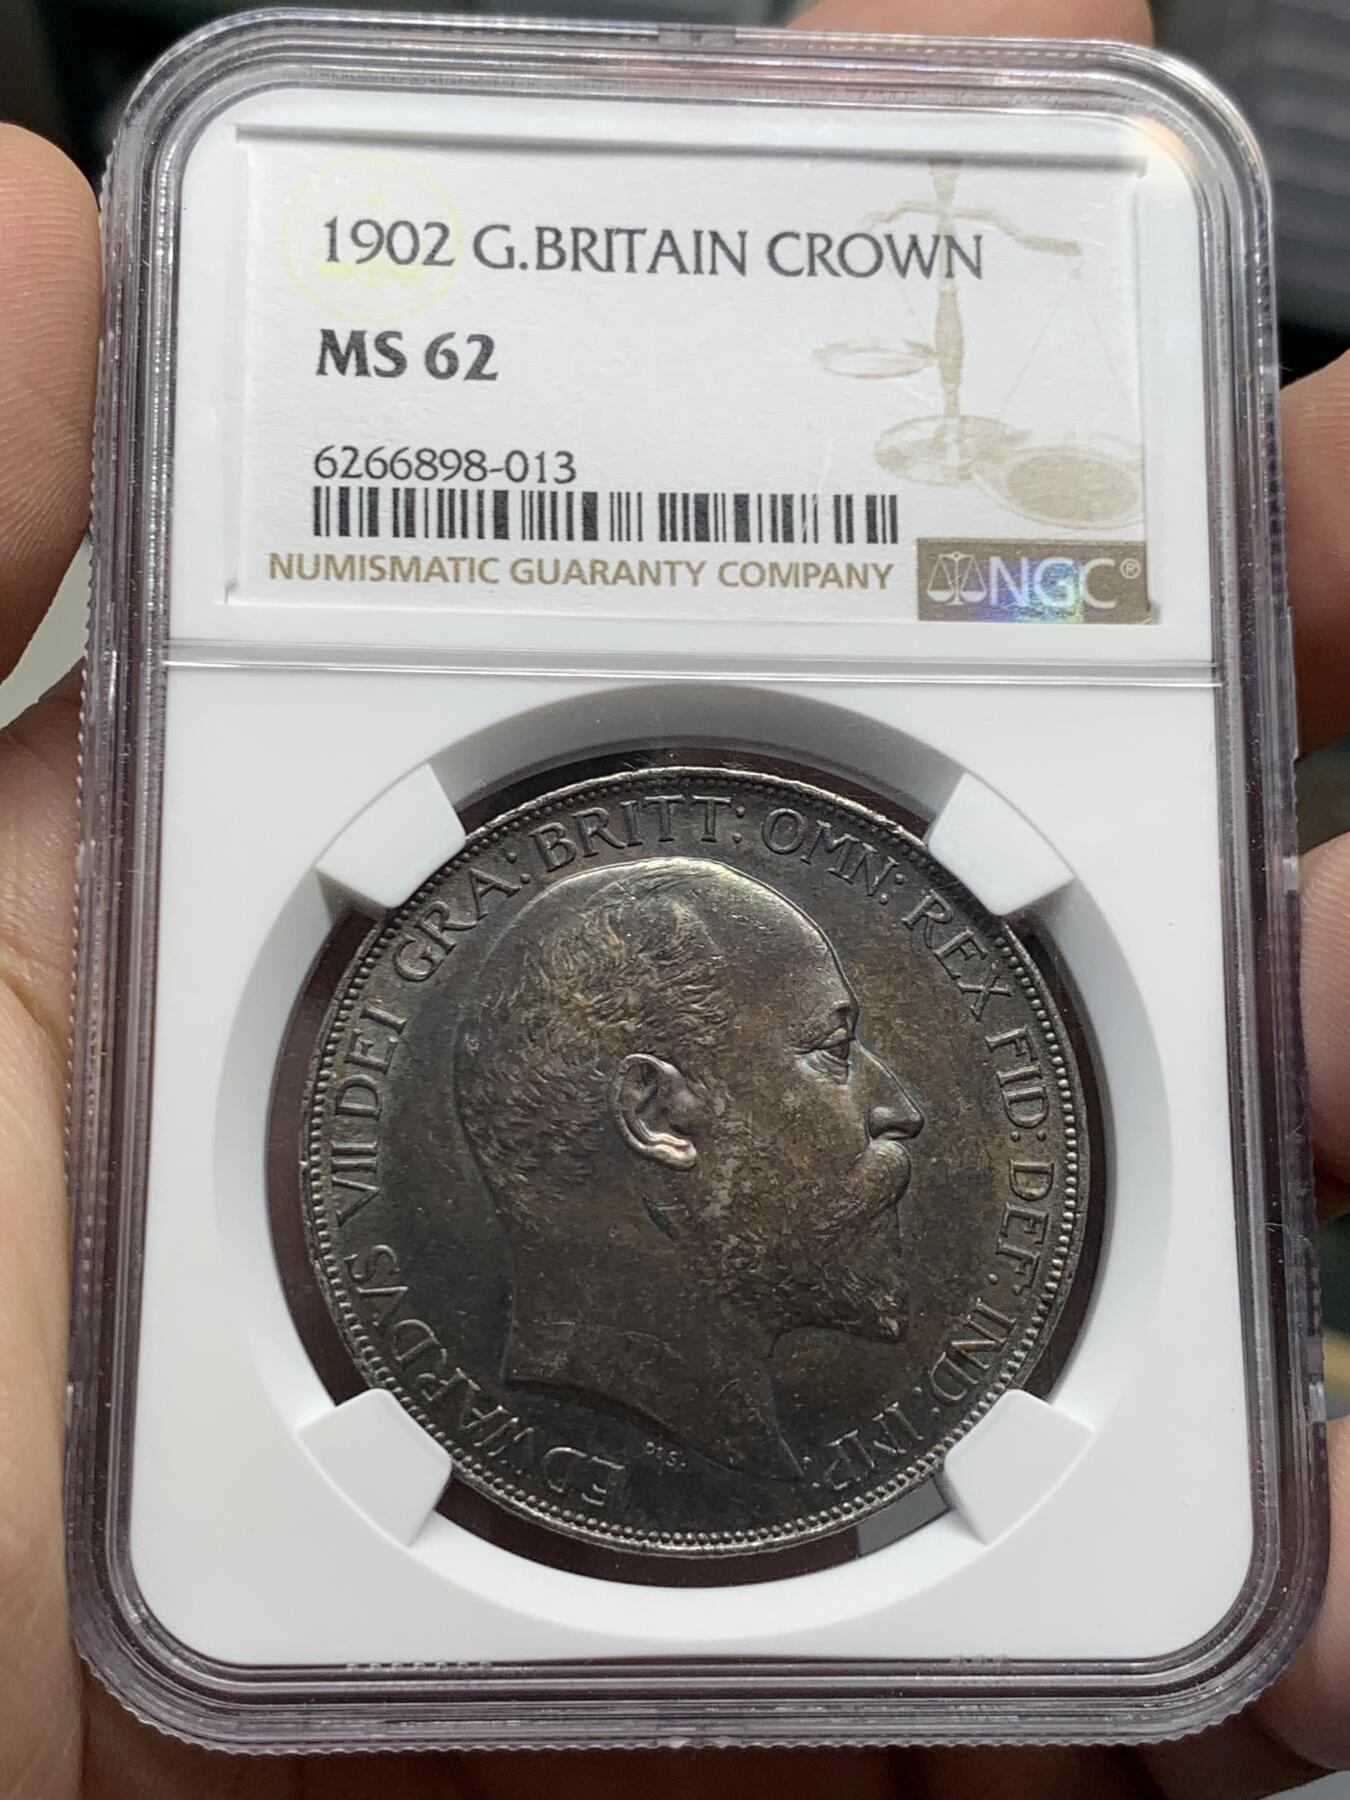 1902 G.BRITAIN CROWN
MS 62
6266898-013
NUMISMATIC GUARANTY COMPANY
NGC®
EDWARDVS VII DEI GRA: BRITT: OMN: REX FID: DEF: IND: IMP:
DeS.